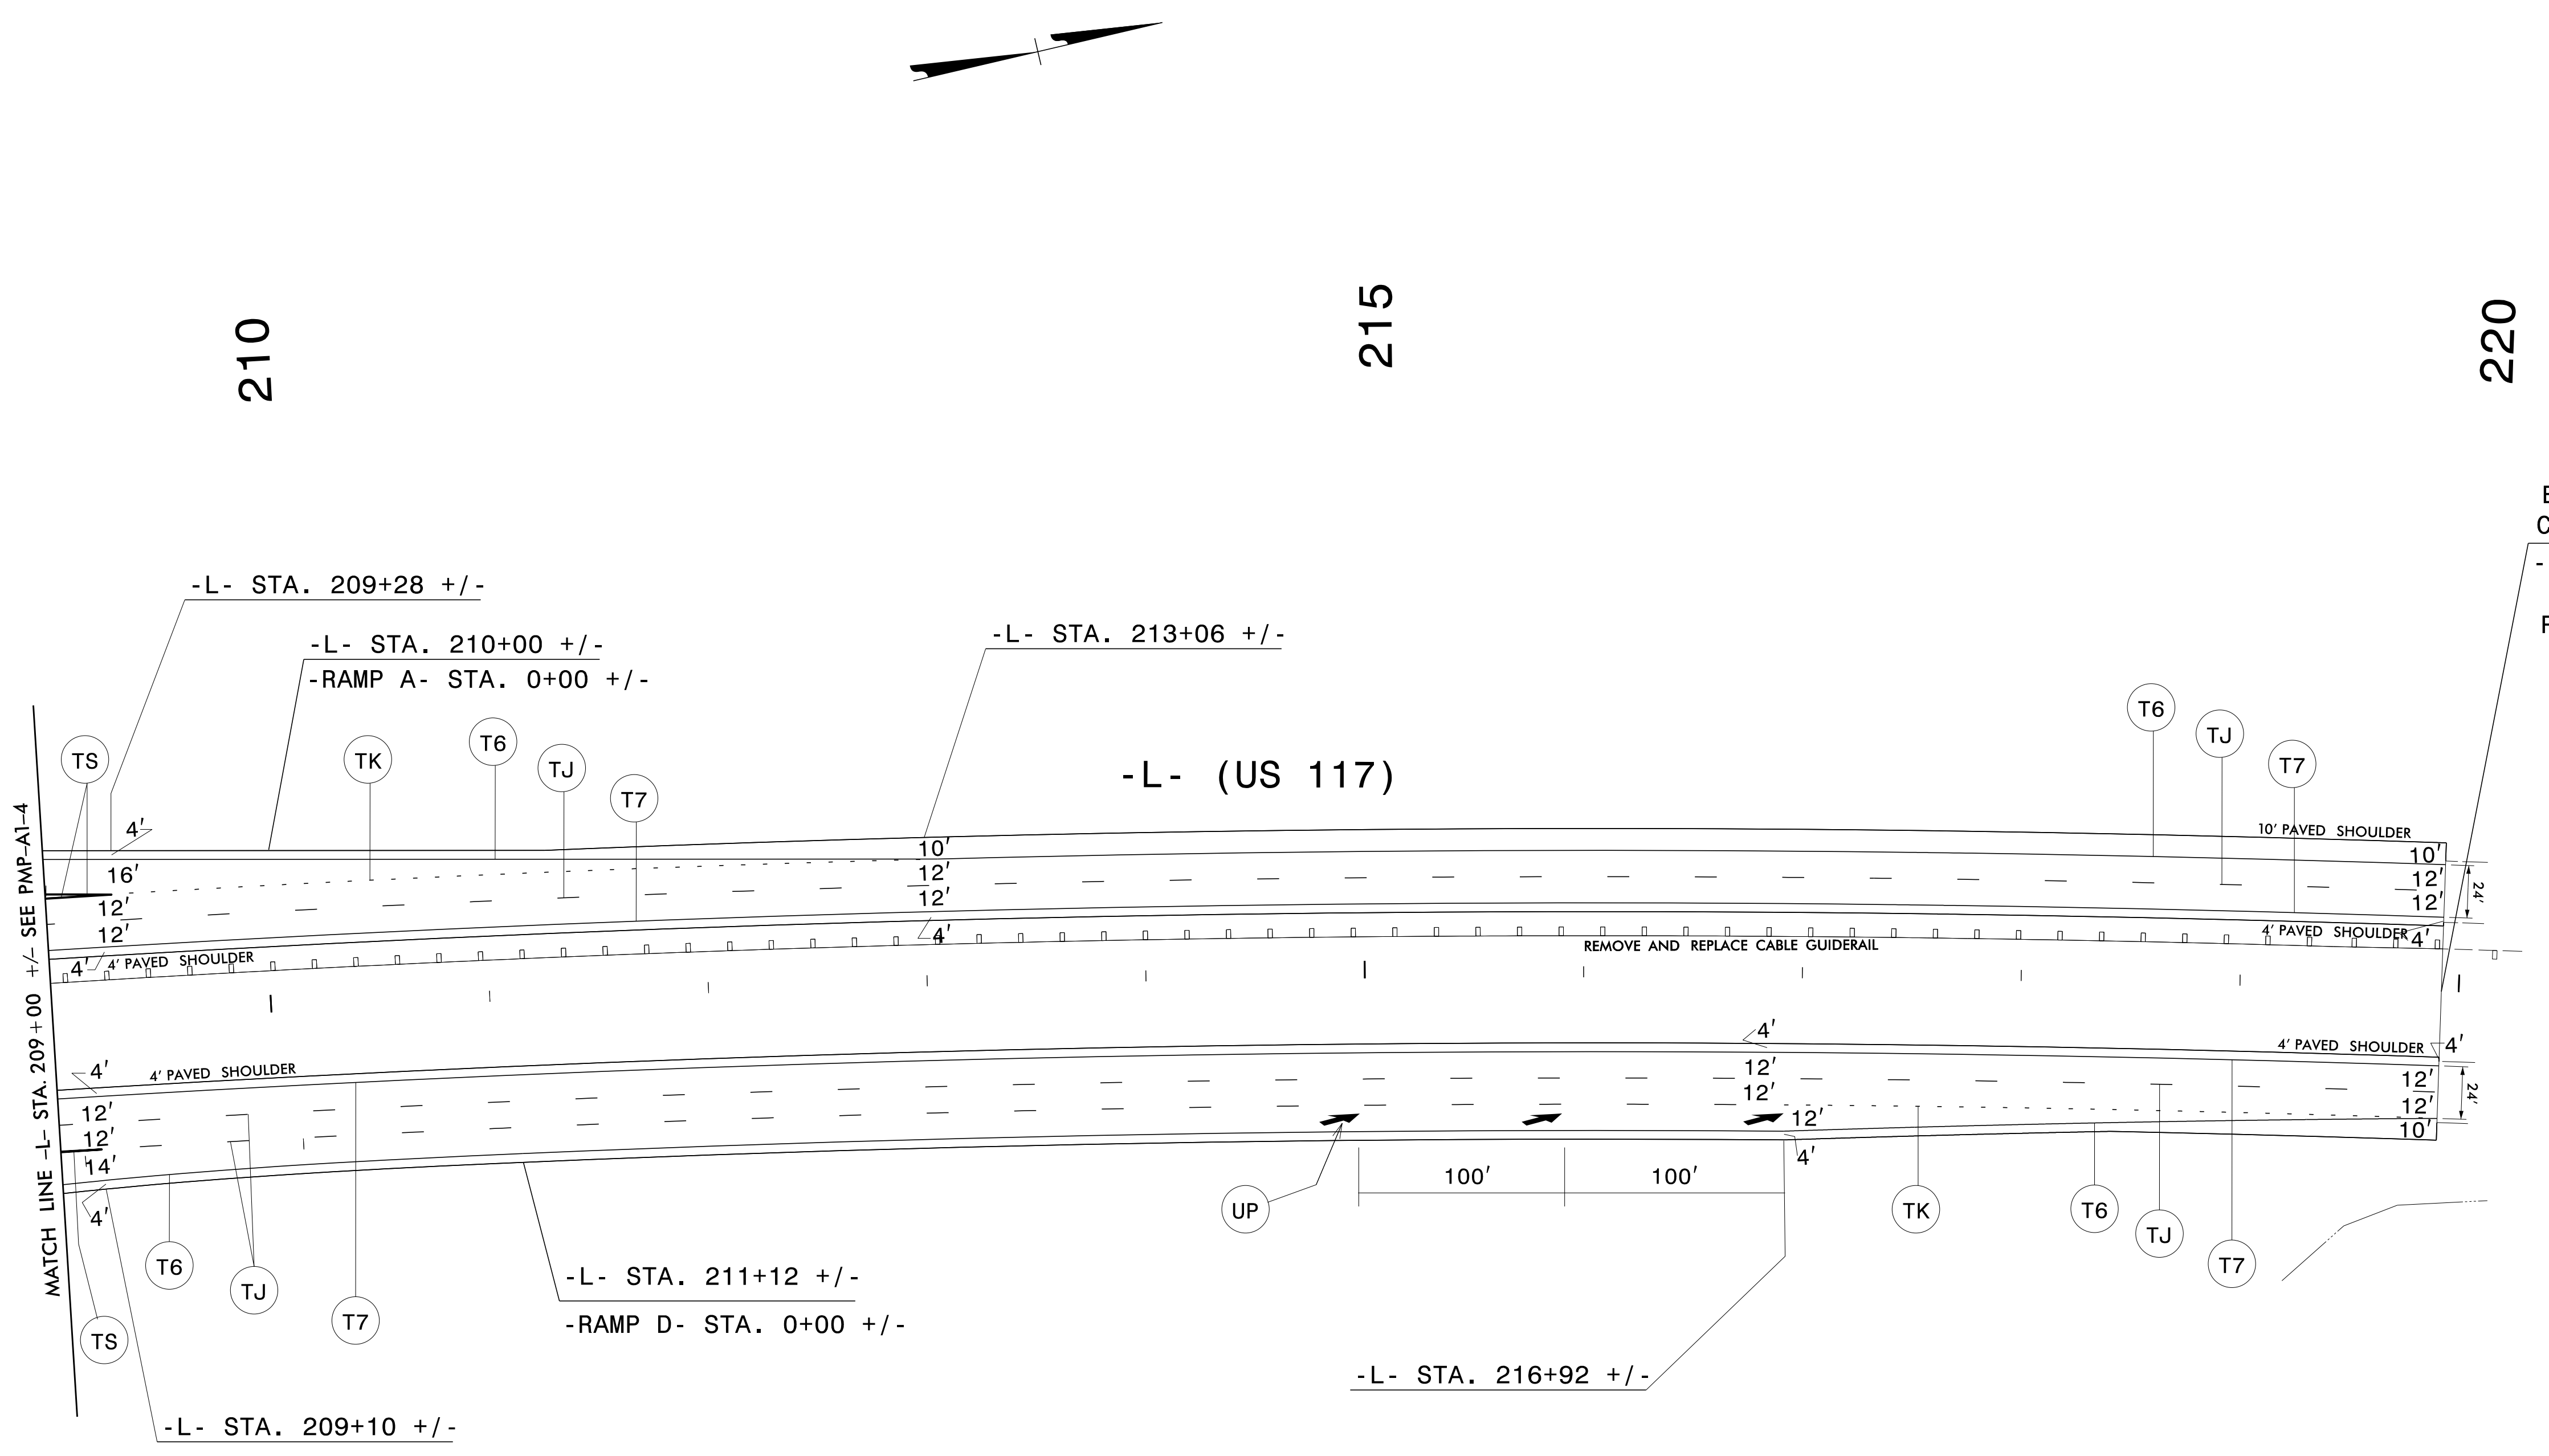 210
215
220
E
C
-
F
-L- STA. 209+28 +/-
-L- STA. 210+00 +/-
-RAMP A- STA. 0+00 +/-
-L- STA. 213+06 +/-
TS
TK
T6
TJ
T7
-L- (US 117)
T6
TJ
T7
MATCH LINE -L- STA. 209+00 +/- SEE PMP-A1-4
4'
16'
12'
12'
4'
4' PAVED SHOULDER
10'
12'
12'
4'
10' PAVED SHOULDER
10'
12'
12'
24'
4' PAVED SHOULDER
4'
REMOVE AND REPLACE CABLE GUIDERAIL
4'
4' PAVED SHOULDER
12'
12'
14'
4'
4'
12'
12'
12'
4'
4' PAVED SHOULDER
4'
12'
12'
24'
10'
100'
100'
UP
TK
T6
TJ
T7
T6
TJ
T7
TS
-L- STA. 211+12 +/-
-RAMP D- STA. 0+00 +/-
-L- STA. 216+92 +/-
-L- STA. 209+10 +/-